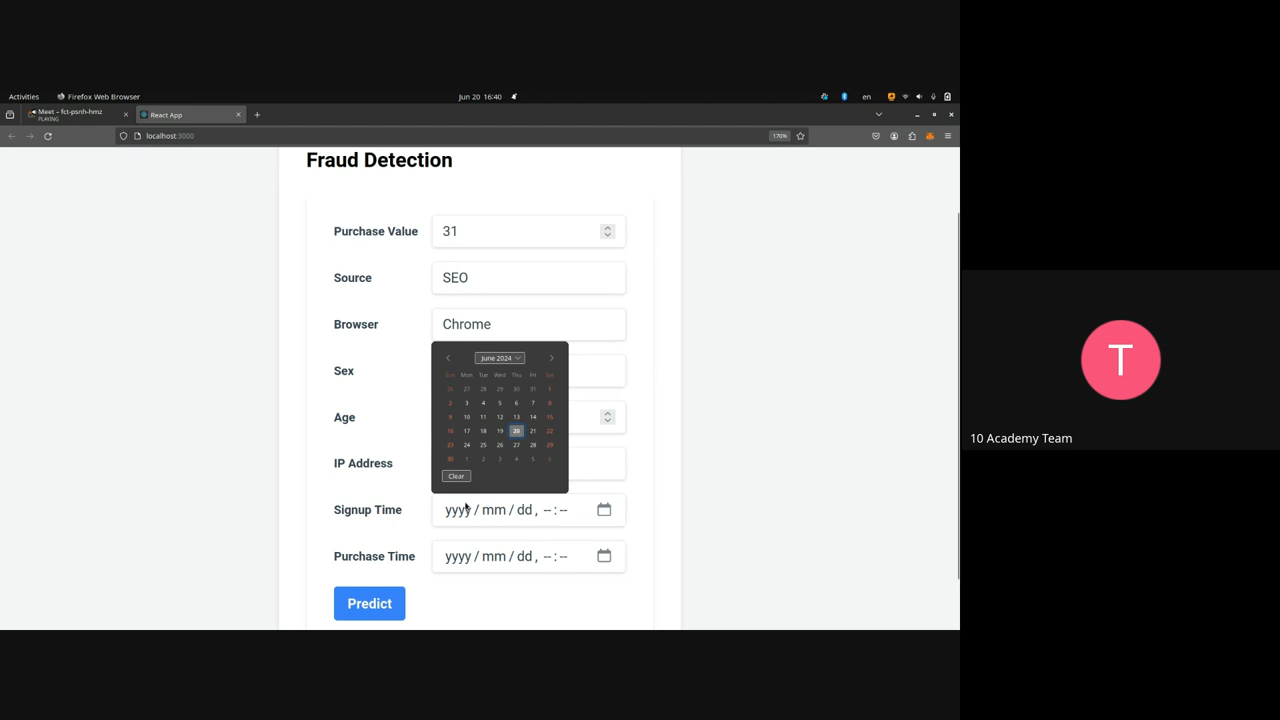 Activities
Firefox Web Browser
Jun 20 16:40
en
Meet – fct-psnh-hmz
PLAYING
React App
localhost:3000
170%
Fraud Detection
Purchase Value
31
Source
SEO
Browser
Chrome
Sex
Age
IP Address
June 2024
Sun Mon Tue Wed Thu Fri Sat
26 27 28 29 30 31 1
2 3 4 5 6 7 8
9 10 11 12 13 14 15
16 17 18 19 20 21 22
23 24 25 26 27 28 29
30 1 2 3 4 5 6
Clear
Signup Time
yyyy / mm / dd , -- : --
Purchase Time
yyyy / mm / dd , -- : --
Predict
T
10 Academy Team